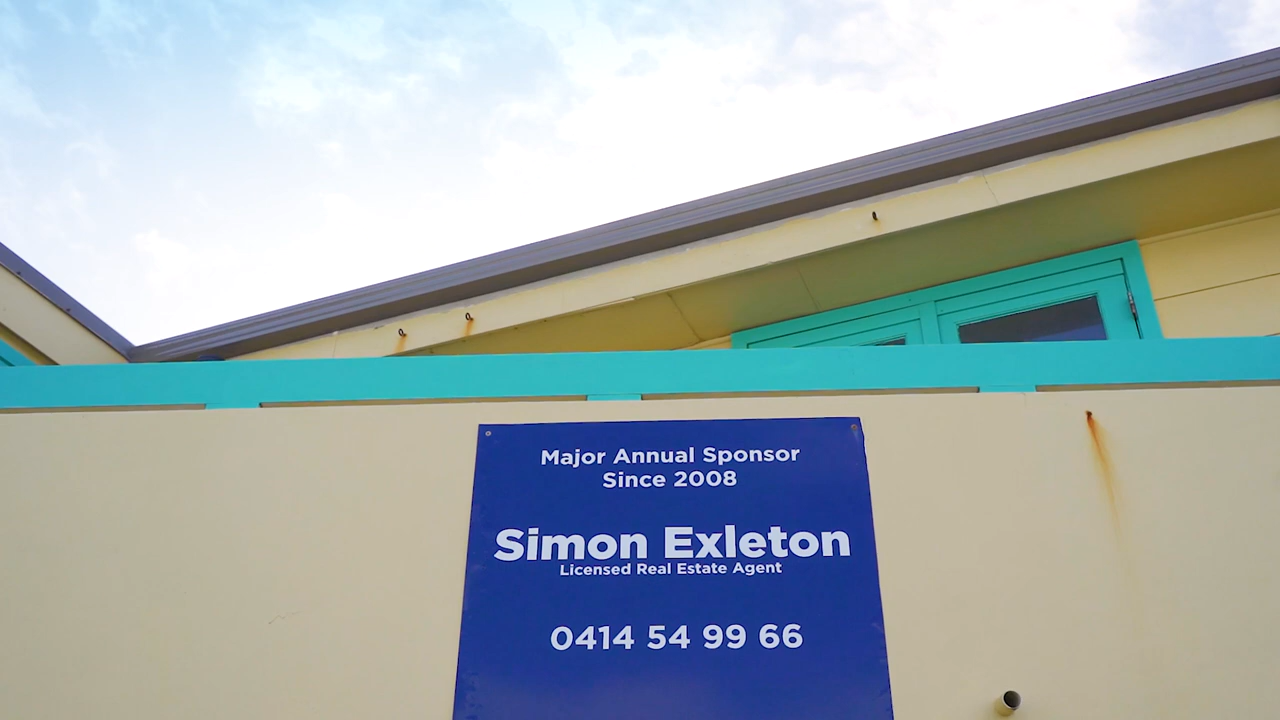 Major Annual Sponsor
Since 2008
Simon Exleton
Licensed Real Estate Agent
0414 54 99 66